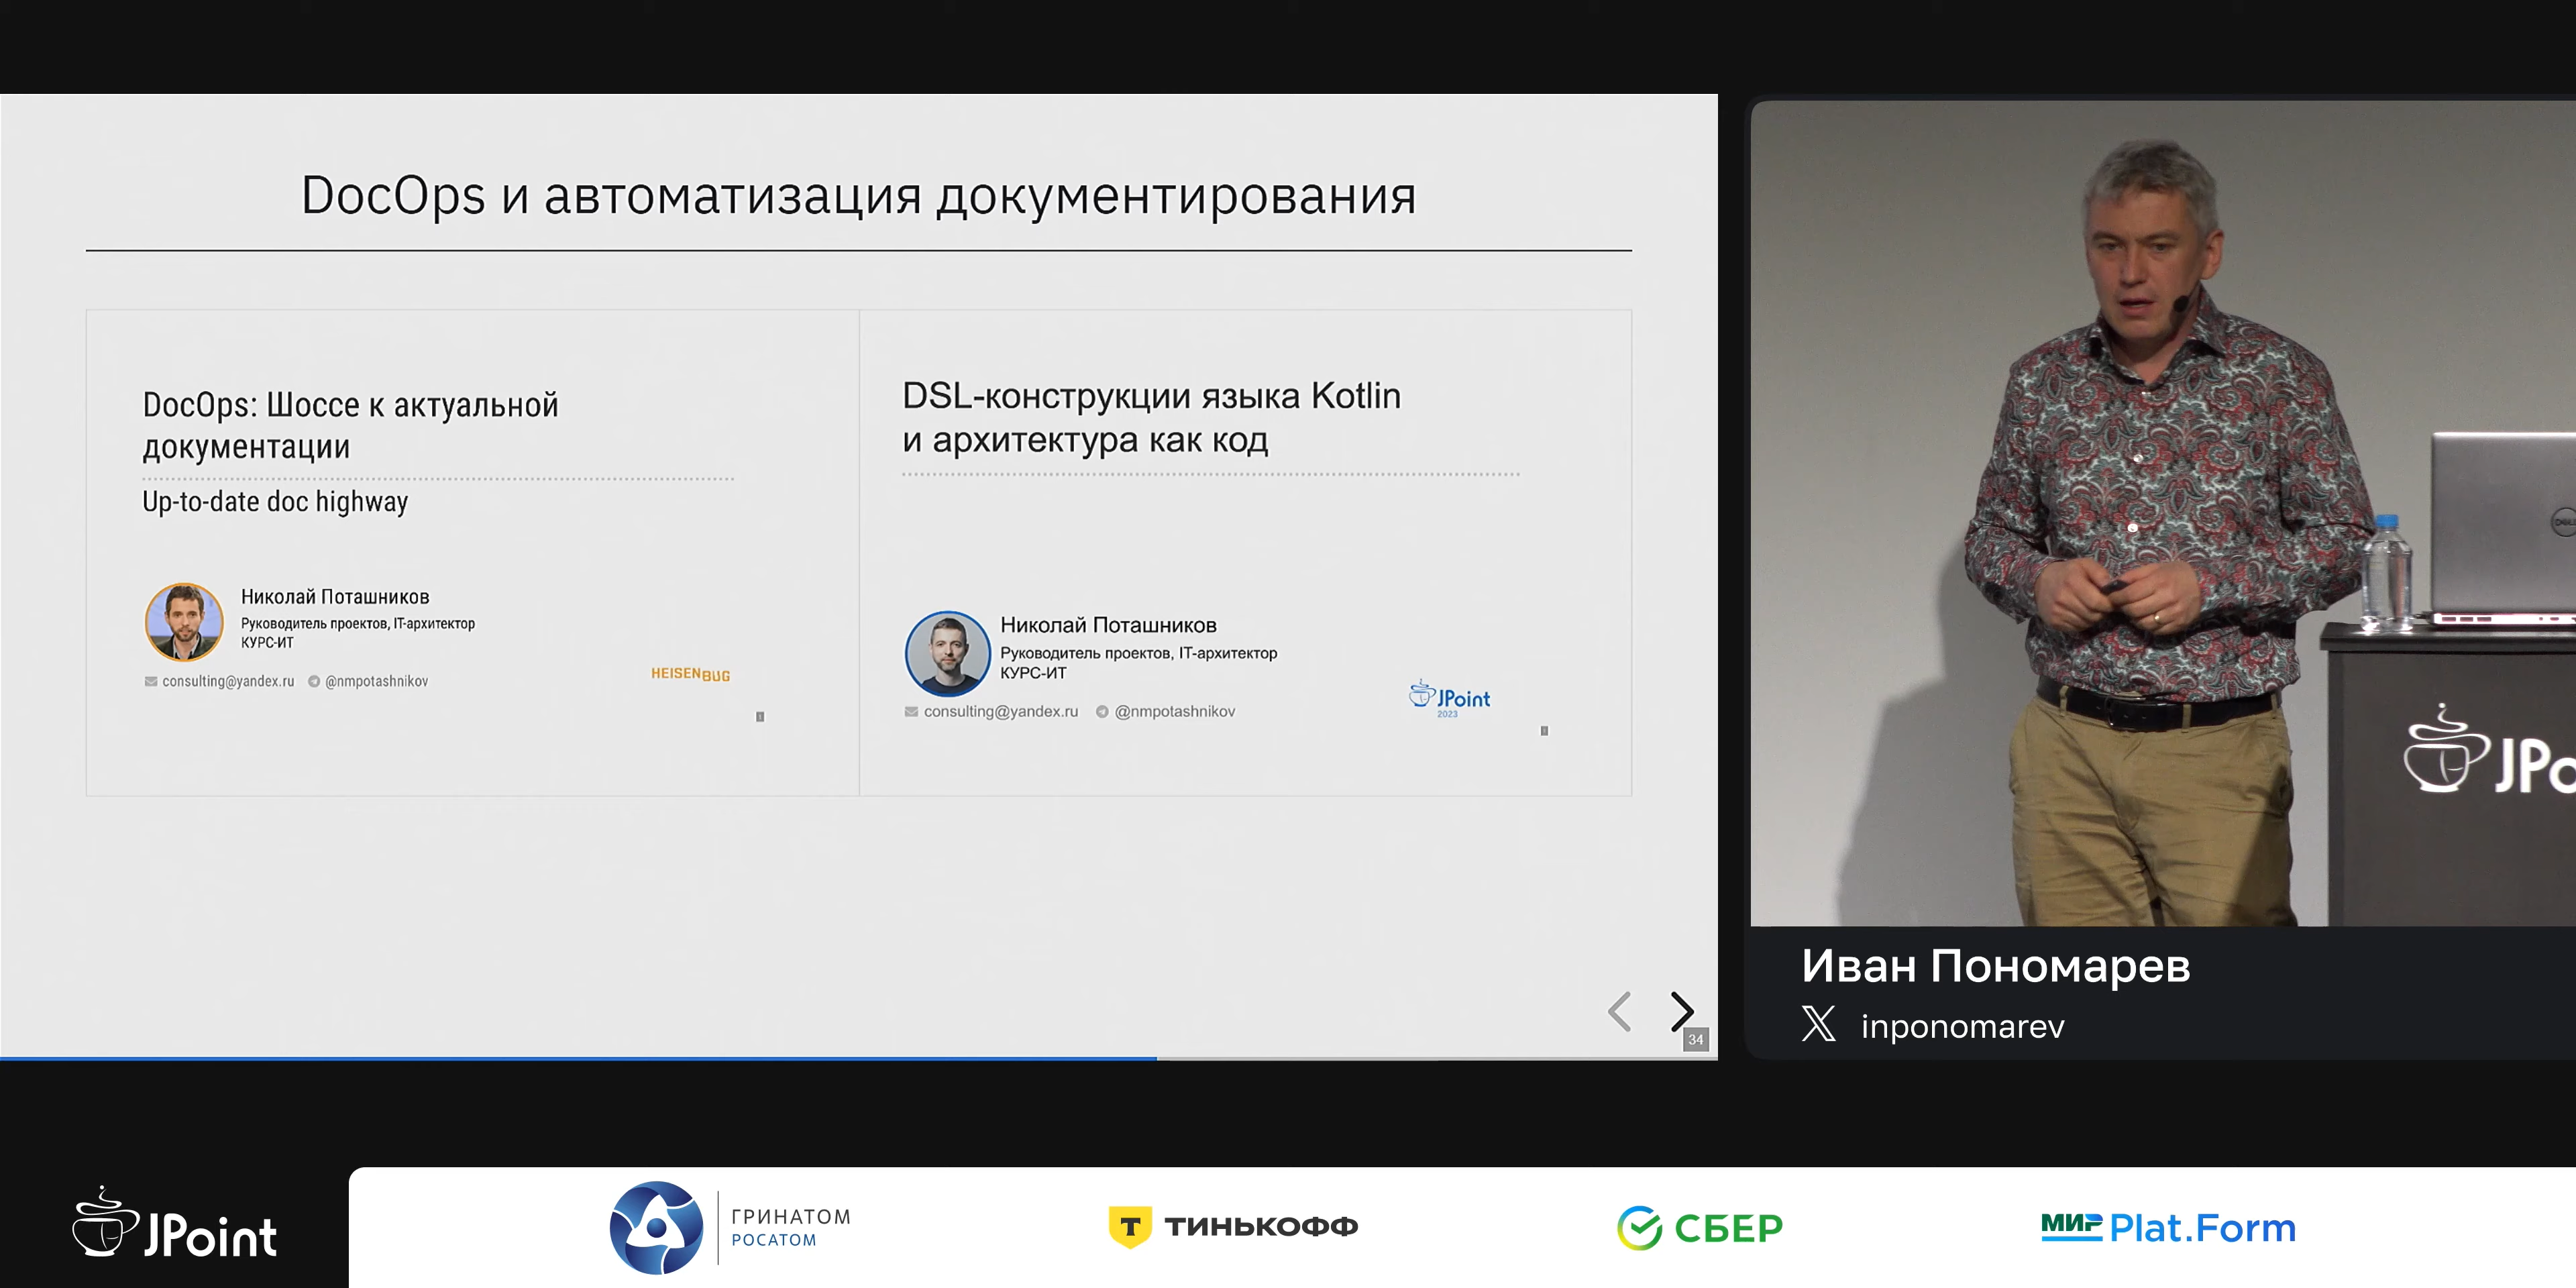 DocOps и автоматизация документирования
DocOps: Шоссе к актуальной
документации
Up-to-date doc highway
Николай Поташников
Руководитель проектов, IT-архитектор
КУРС-ИТ
consulting@yandex.ru @nmpotashnikov
HEISENBUG
DSL-конструкции языка Kotlin
и архитектура как код
Николай Поташников
Руководитель проектов, IT-архитектор
КУРС-ИТ
consulting@yandex.ru @nmpotashnikov
JPoint
2023
34
DELL
JPo
Иван Пономарев
inponomarev
JPoint
ГРИНАТОМ
РОСАТОМ
Т ТИНЬКОФФ
СБЕР
МИР Plat.Form